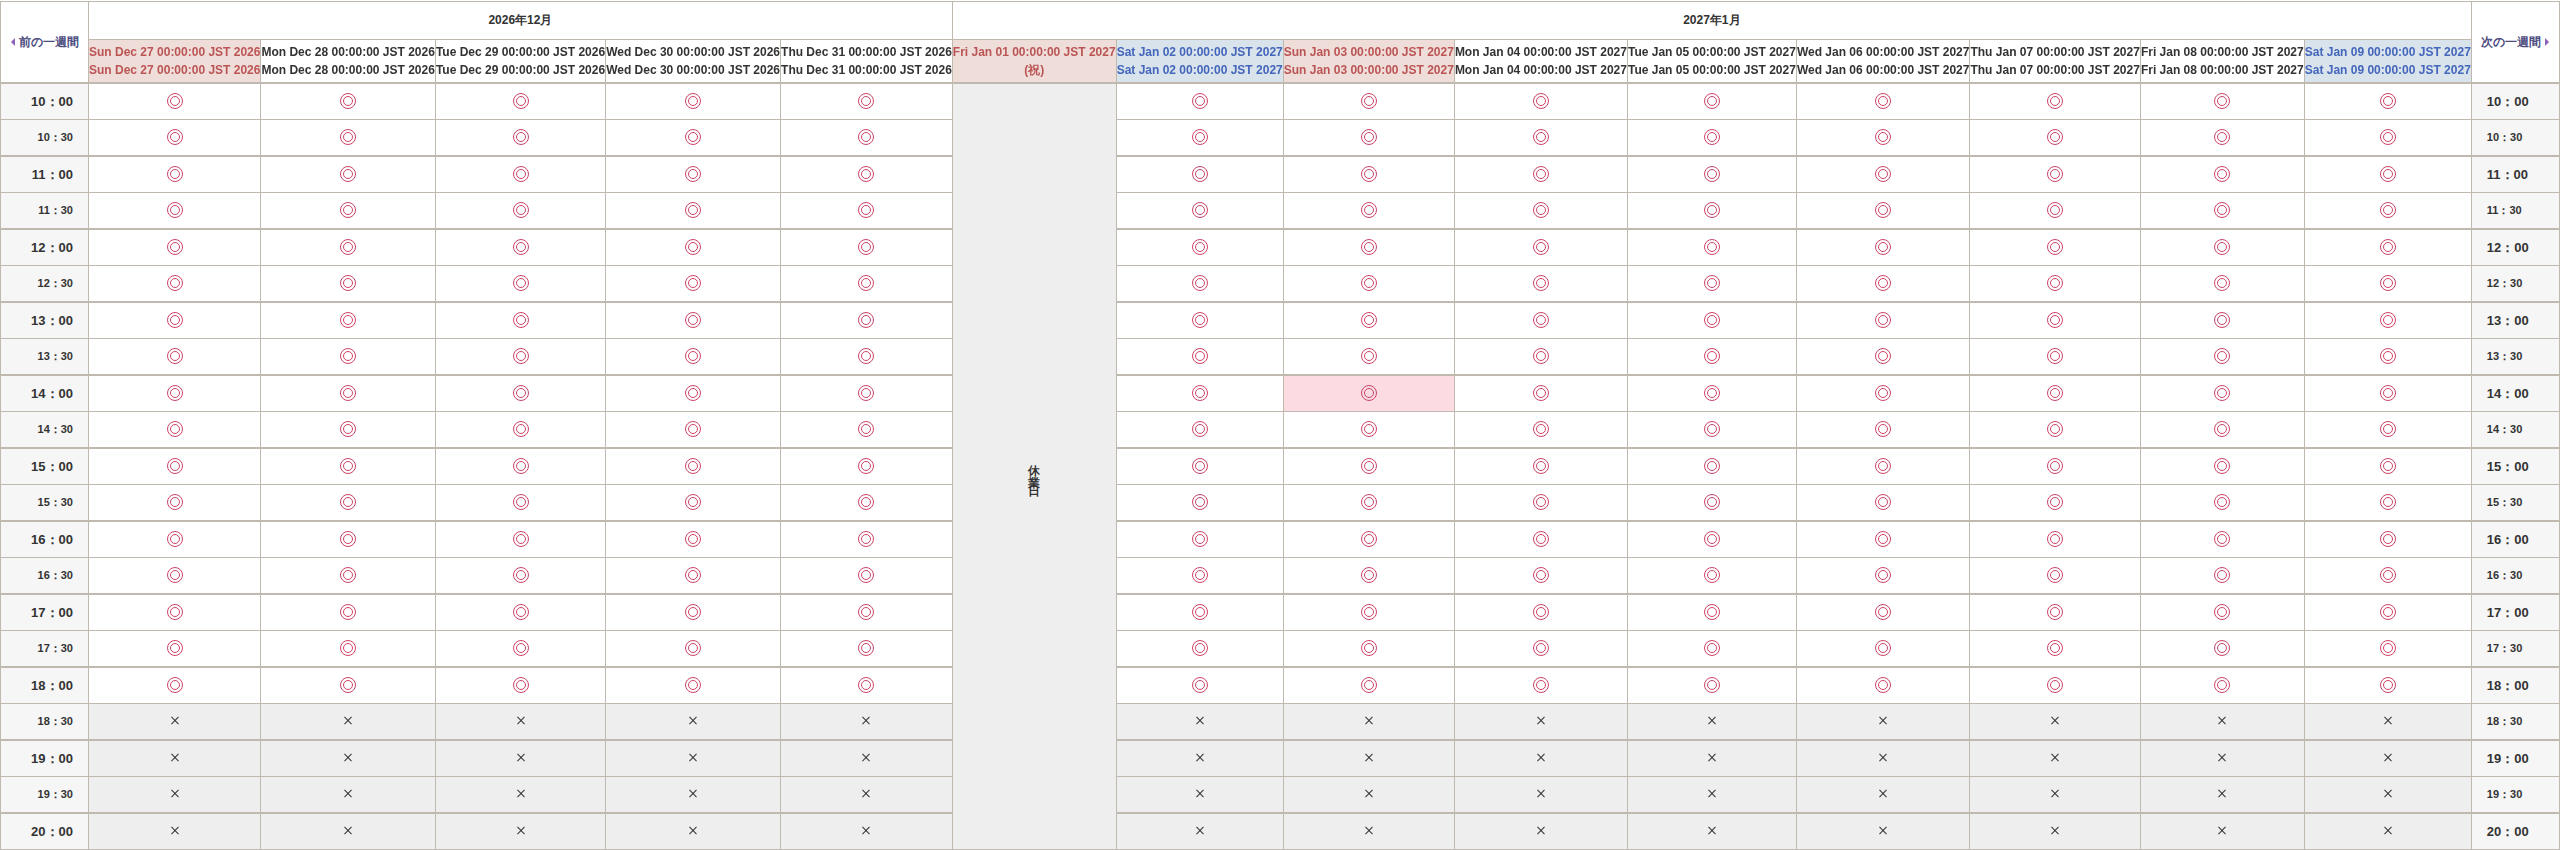 前の一週間
2026年12月
2027年1月
次の一週間
Sun Dec 27 00:00:00 JST 2026 Mon Dec 28 00:00:00 JST 2026 Tue Dec 29 00:00:00 JST 2026 Wed Dec 30 00:00:00 JST 2026 Thu Dec 31 00:00:00 JST 2026 Fri Jan 01 00:00:00 JST 2027 Sat Jan 02 00:00:00 JST 2027 Sun Jan 03 00:00:00 JST 2027 Mon Jan 04 00:00:00 JST 2027 Tue Jan 05 00:00:00 JST 2027 Wed Jan 06 00:00:00 JST 2027 Thu Jan 07 00:00:00 JST 2027 Fri Jan 08 00:00:00 JST 2027 Sat Jan 09 00:00:00 JST 2027
Sun Dec 27 00:00:00 JST 2026 Mon Dec 28 00:00:00 JST 2026 Tue Dec 29 00:00:00 JST 2026 Wed Dec 30 00:00:00 JST 2026 Thu Dec 31 00:00:00 JST 2026 (祝) Sat Jan 02 00:00:00 JST 2027 Sun Jan 03 00:00:00 JST 2027 Mon Jan 04 00:00:00 JST 2027 Tue Jan 05 00:00:00 JST 2027 Wed Jan 06 00:00:00 JST 2027 Thu Jan 07 00:00:00 JST 2027 Fri Jan 08 00:00:00 JST 2027 Sat Jan 09 00:00:00 JST 2027
10：00 ◎ ◎ ◎ ◎ ◎ ◎ ◎ ◎ ◎ ◎ ◎ ◎ ◎ 10：00
10：30 ◎ ◎ ◎ ◎ ◎ ◎ ◎ ◎ ◎ ◎ ◎ ◎ ◎ 10：30
11：00 ◎ ◎ ◎ ◎ ◎ ◎ ◎ ◎ ◎ ◎ ◎ ◎ ◎ 11：00
11：30 ◎ ◎ ◎ ◎ ◎ ◎ ◎ ◎ ◎ ◎ ◎ ◎ ◎ 11：30
12：00 ◎ ◎ ◎ ◎ ◎ ◎ ◎ ◎ ◎ ◎ ◎ ◎ ◎ 12：00
12：30 ◎ ◎ ◎ ◎ ◎ ◎ ◎ ◎ ◎ ◎ ◎ ◎ ◎ 12：30
13：00 ◎ ◎ ◎ ◎ ◎ ◎ ◎ ◎ ◎ ◎ ◎ ◎ ◎ 13：00
13：30 ◎ ◎ ◎ ◎ ◎ ◎ ◎ ◎ ◎ ◎ ◎ ◎ ◎ 13：30
14：00 ◎ ◎ ◎ ◎ ◎ ◎ ◎ ◎ ◎ ◎ ◎ ◎ ◎ 14：00
14：30 ◎ ◎ ◎ ◎ ◎ ◎ ◎ ◎ ◎ ◎ ◎ ◎ ◎ 14：30
休業日
15：00 ◎ ◎ ◎ ◎ ◎ ◎ ◎ ◎ ◎ ◎ ◎ ◎ ◎ 15：00
15：30 ◎ ◎ ◎ ◎ ◎ ◎ ◎ ◎ ◎ ◎ ◎ ◎ ◎ 15：30
16：00 ◎ ◎ ◎ ◎ ◎ ◎ ◎ ◎ ◎ ◎ ◎ ◎ ◎ 16：00
16：30 ◎ ◎ ◎ ◎ ◎ ◎ ◎ ◎ ◎ ◎ ◎ ◎ ◎ 16：30
17：00 ◎ ◎ ◎ ◎ ◎ ◎ ◎ ◎ ◎ ◎ ◎ ◎ ◎ 17：00
17：30 ◎ ◎ ◎ ◎ ◎ ◎ ◎ ◎ ◎ ◎ ◎ ◎ ◎ 17：30
18：00 ◎ ◎ ◎ ◎ ◎ ◎ ◎ ◎ ◎ ◎ ◎ ◎ ◎ 18：00
18：30 × × × × × × × × × × × × × 18：30
19：00 × × × × × × × × × × × × × 19：00
19：30 × × × × × × × × × × × × × 19：30
20：00 × × × × × × × × × × × × × 20：00